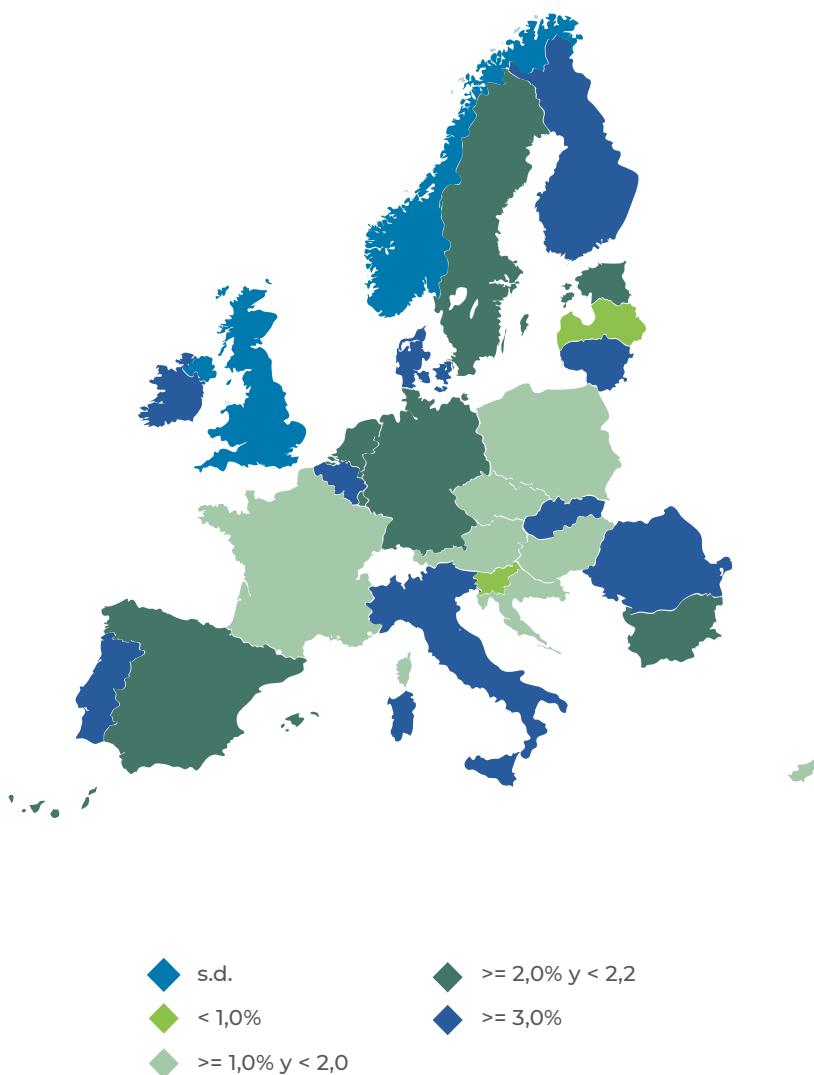 s.d.
< 1,0%
>= 1,0% y < 2,0
>= 2,0% y < 2,2
>= 3,0%